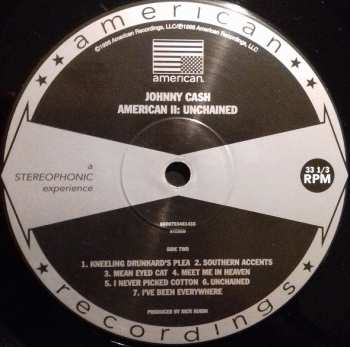 american
℗1996 American Recordings, LLC/©1996 American Recordings, LLC
american.
JOHNNY CASH
AMERICAN II: UNCHAINED
a
STEREOPHONIC
experience
33 1/3
RPM
SIDE TWO
1. KNEELING DRUNKARD'S PLEA 2. SOUTHERN ACCENTS
3. MEAN EYED CAT 4. MEET ME IN HEAVEN
5. I NEVER PICKED COTTON 6. UNCHAINED
7. I'VE BEEN EVERYWHERE
PRODUCED BY RICK RUBIN
recordings